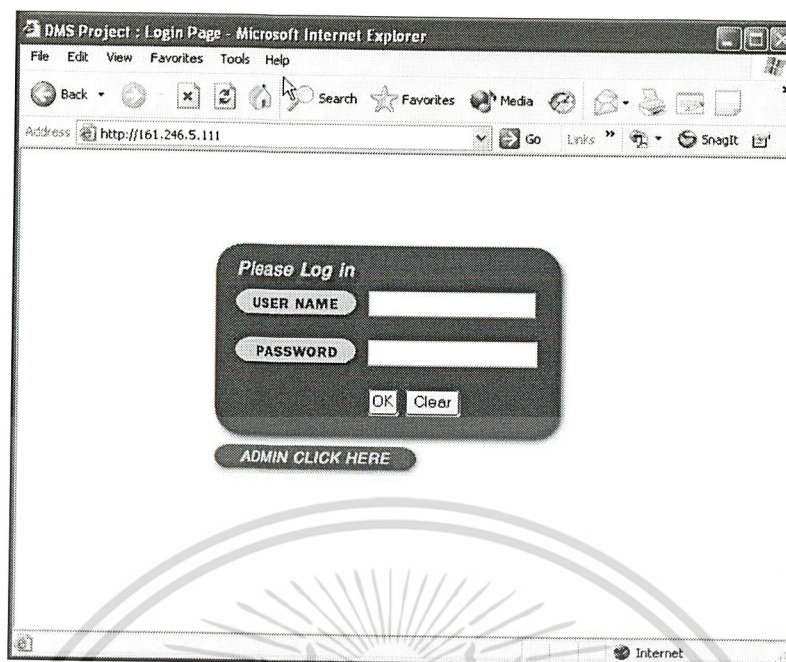 DMS Project : Login Page - Microsoft Internet Explorer
File Edit View Favorites Tools Help
Back Search Favorites Media
Address http://161.246.5.111 Go Links » SnagIt
Please Log in
USER NAME
PASSWORD
OK Clear
ADMIN CLICK HERE
Internet